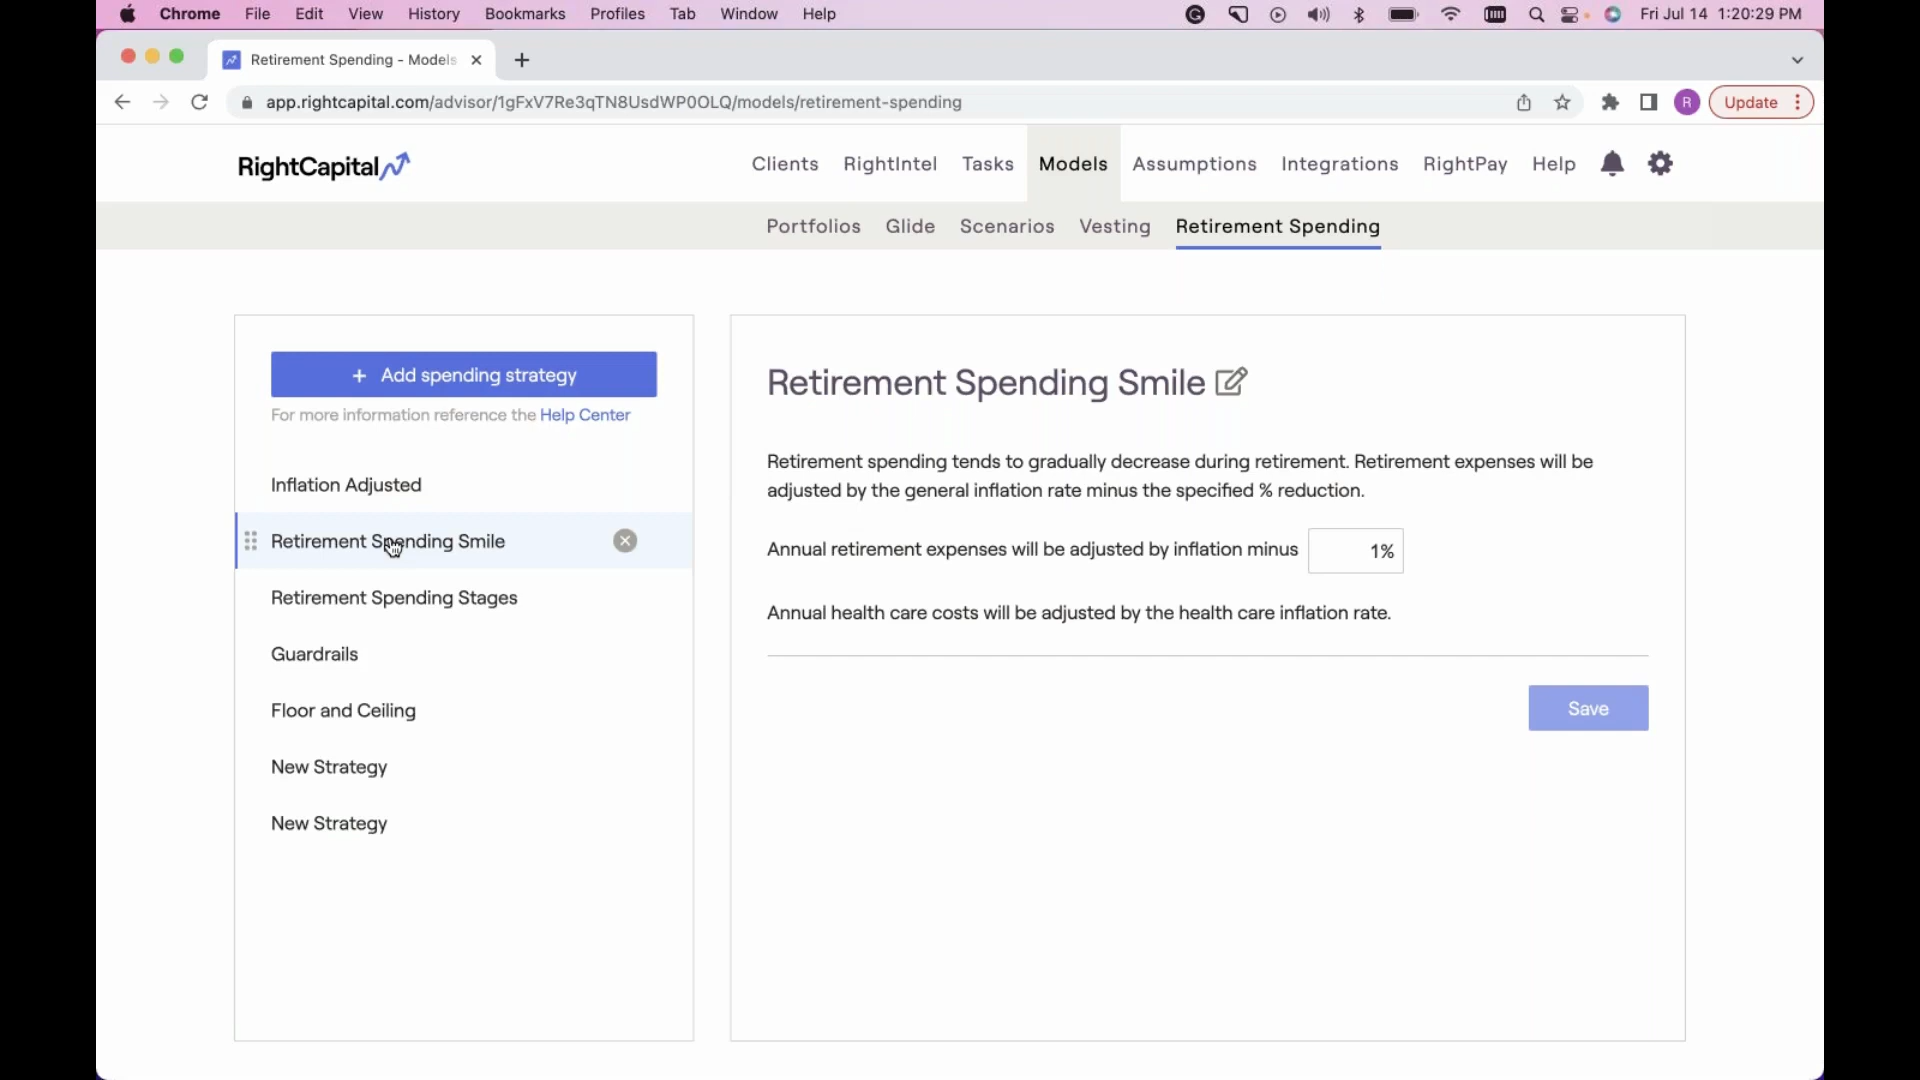 Chrome File Edit View History Bookmarks Profiles Tab Window Help Fri Jul 14 1:20:29 PM
Retirement Spending - Models
app.rightcapital.com/advisor/1gFxV7Re3qTN8UsdWP0OLQ/models/retirement-spending R Update
RightCapital Clients RightIntel Tasks Models Assumptions Integrations RightPay Help
Portfolios Glide Scenarios Vesting Retirement Spending
+ Add spending strategy
For more information reference the Help Center
Inflation Adjusted
Retirement Spending Smile
Retirement Spending Stages
Guardrails
Floor and Ceiling
New Strategy
New Strategy
Retirement Spending Smile
Retirement spending tends to gradually decrease during retirement. Retirement expenses will be
adjusted by the general inflation rate minus the specified % reduction.
Annual retirement expenses will be adjusted by inflation minus 1%
Annual health care costs will be adjusted by the health care inflation rate.
Save